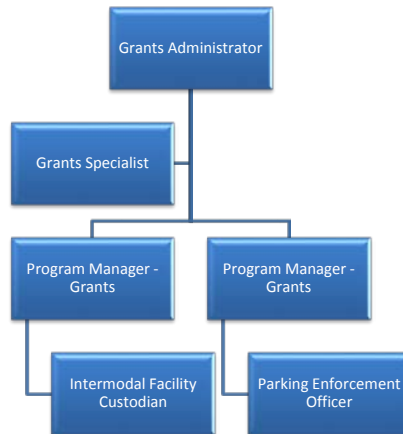 Grants Administrator
Grants Specialist
Program Manager -
Grants
Program Manager -
Grants
Intermodal Facility
Custodian
Parking Enforcement
Officer